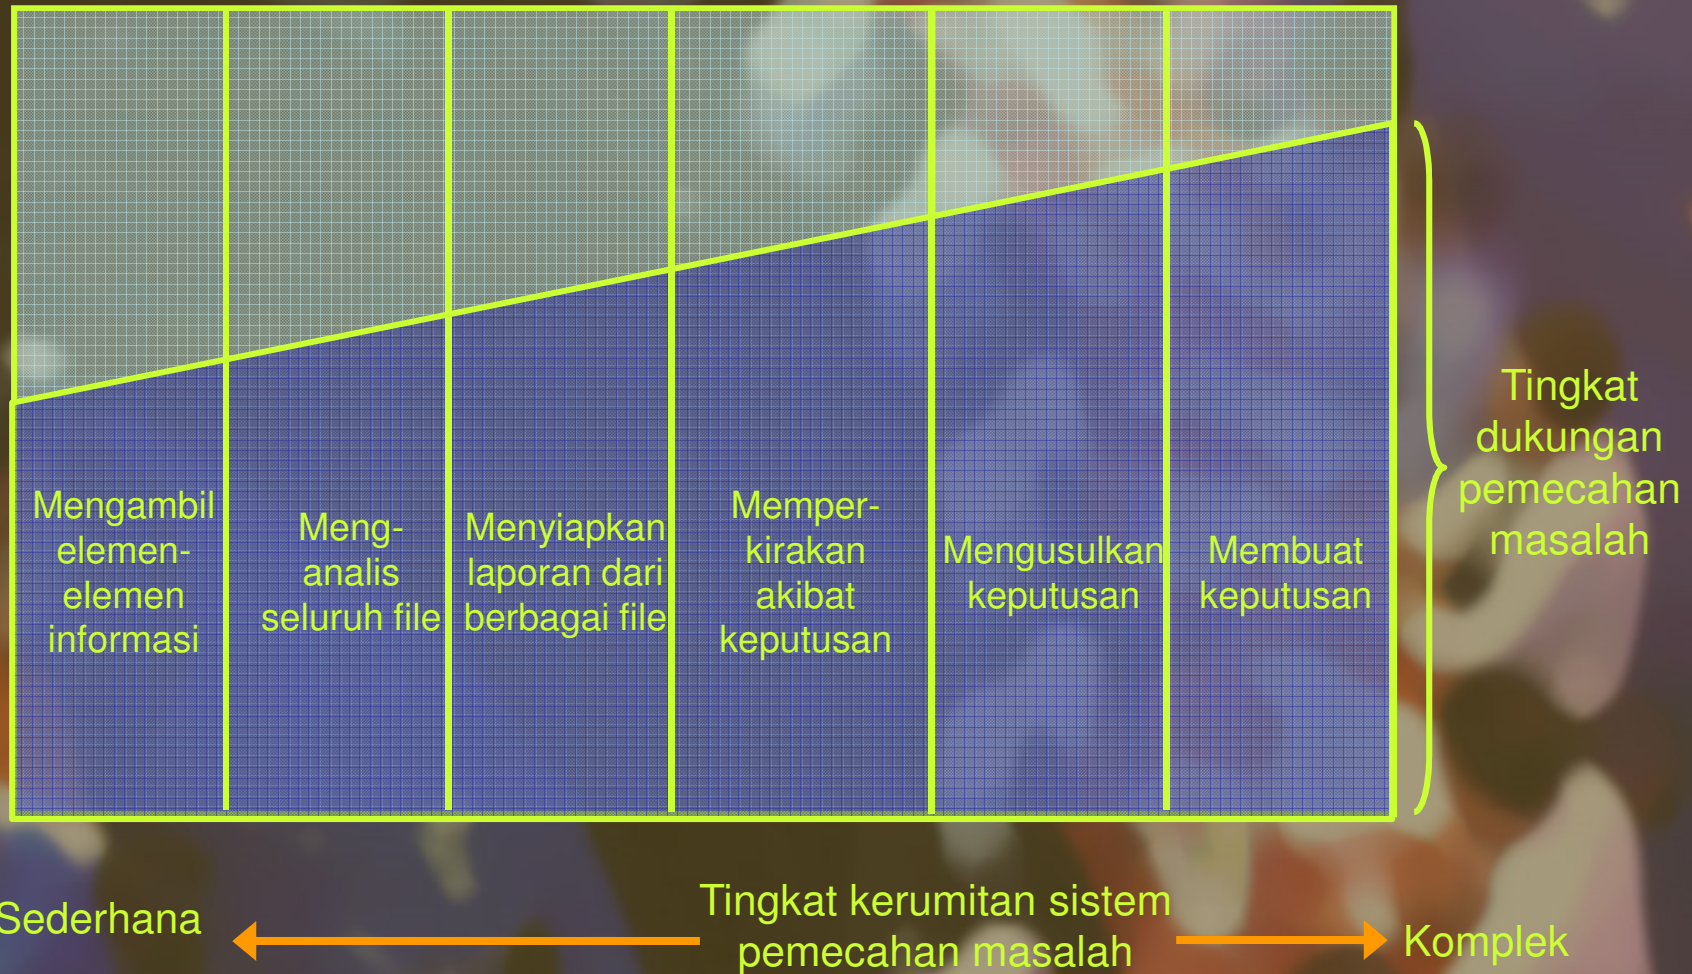 Mengambil
elemen-
elemen
informasi
Meng-
analis
seluruh file
Menyiapkan
laporan dari
berbagai file
Memper-
kirakan
akibat
keputusan
Mengusulkan
keputusan
Membuat
keputusan
Tingkat
dukungan
pemecahan
masalah
Sederhana
Tingkat kerumitan sistem
pemecahan masalah
Komplek